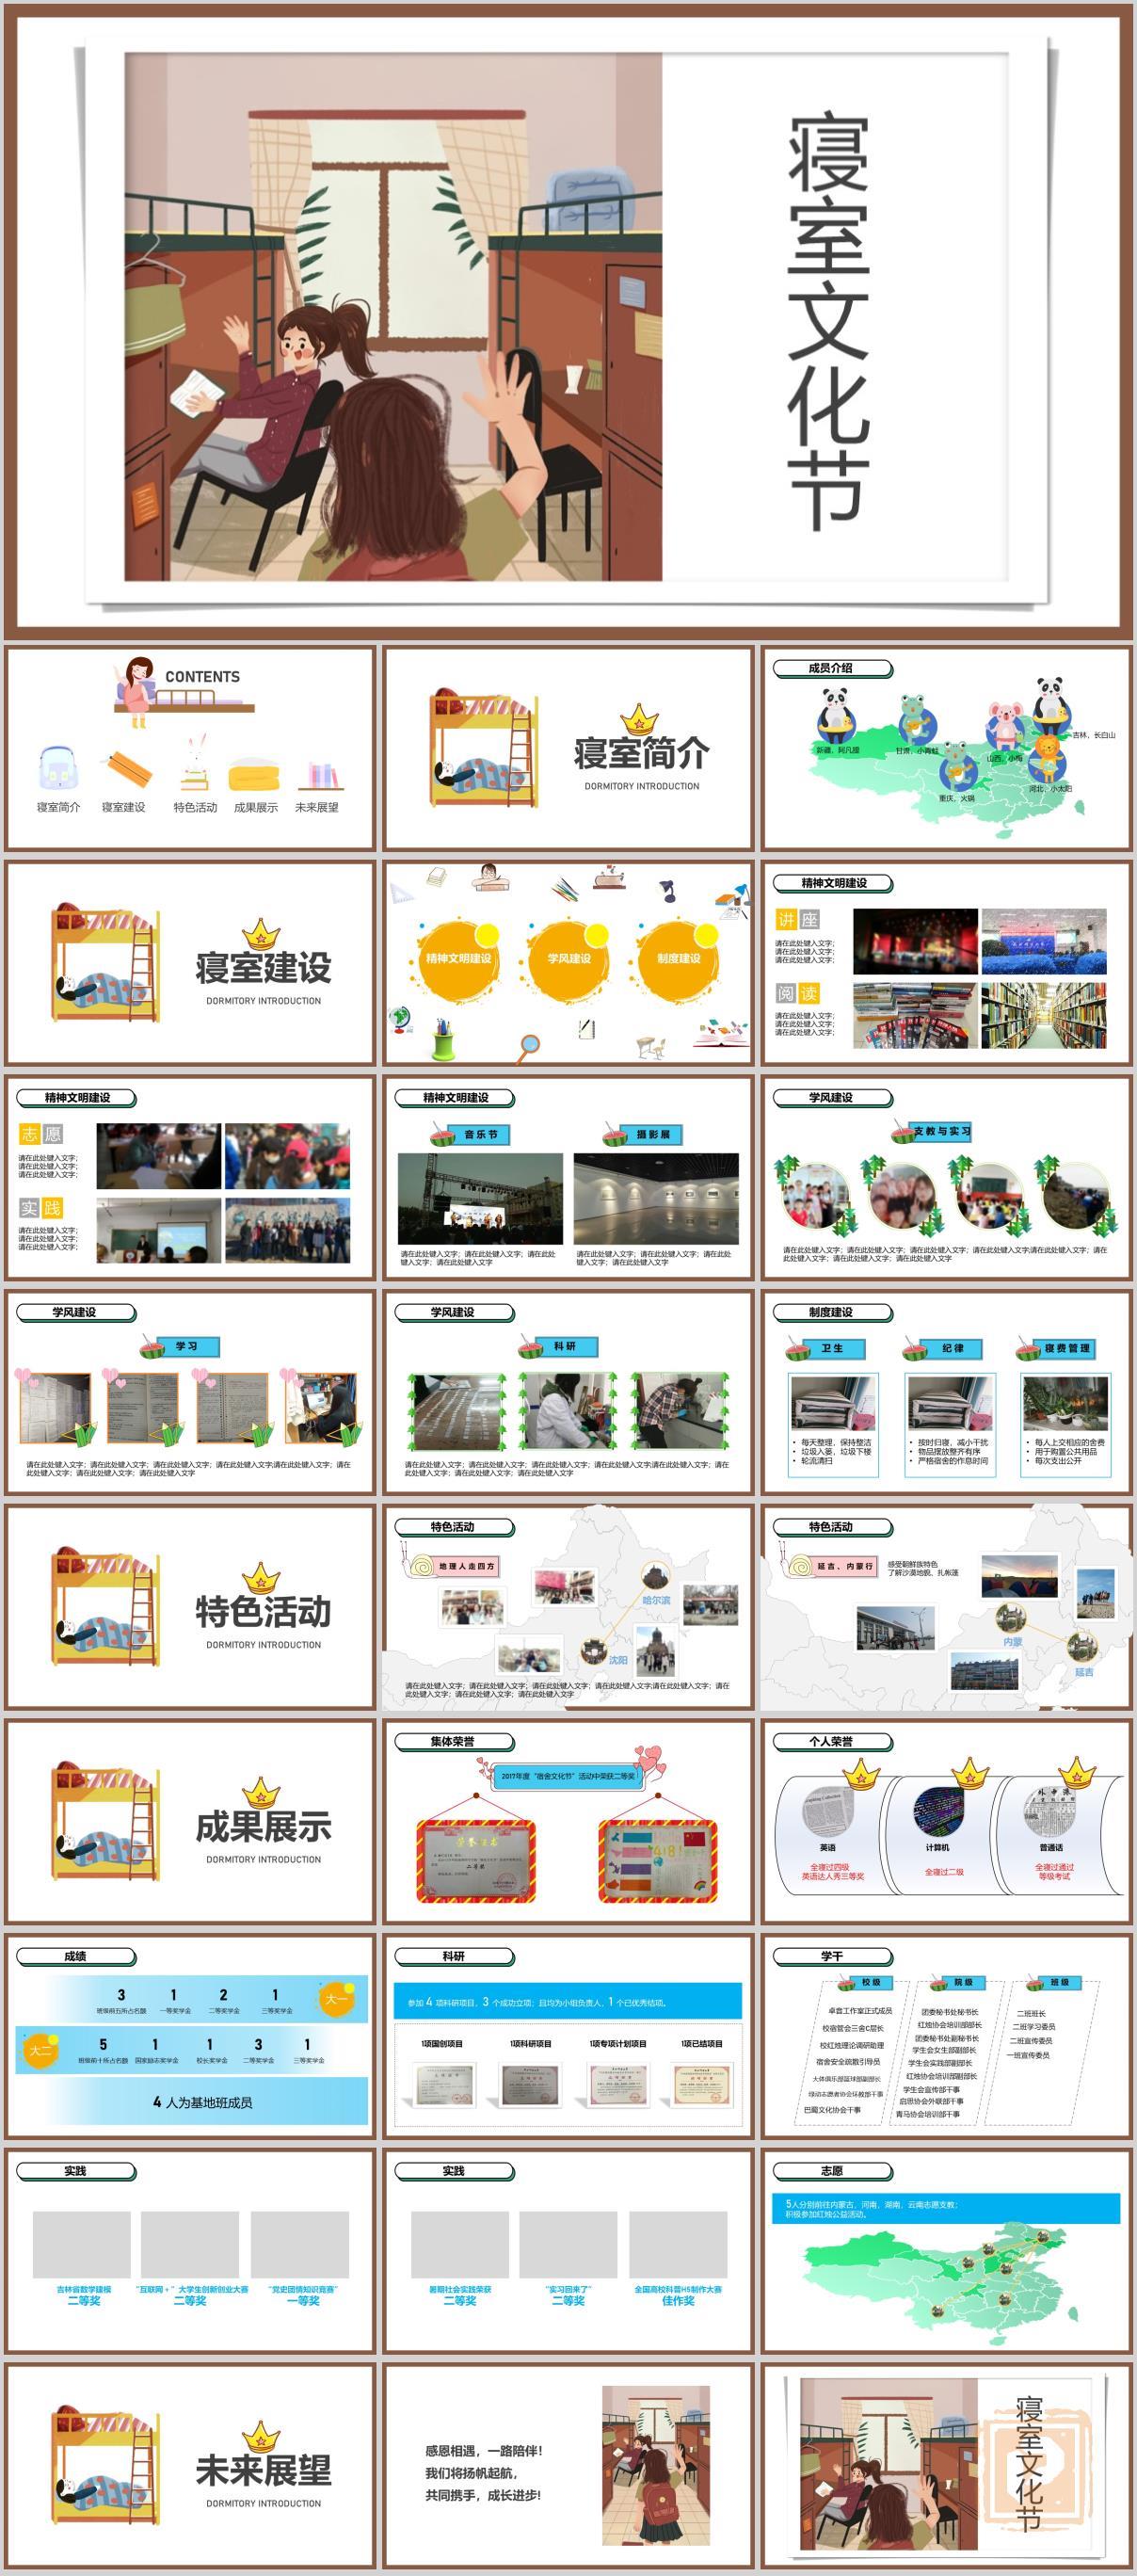 寝室文化节
CONTENTS
寝室简介
寝室建设
特色活动
成果展示
未来展望
寝室简介
DORMITORY INTRODUCTION
成员介绍
新疆，阿凡提
甘肃，小青蛙
山西，小梅
吉林，长白山
重庆，火锅
河北，小太阳
寝室建设
DORMITORY INTRODUCTION
精神文明建设
学风建设
制度建设
精神文明建设
讲座
请在此处键入文字；
请在此处键入文字；
请在此处键入文字；
阅读
请在此处键入文字；
请在此处键入文字；
请在此处键入文字；
精神文明建设
志愿
请在此处键入文字；
请在此处键入文字；
请在此处键入文字；
实践
请在此处键入文字；
请在此处键入文字；
请在此处键入文字；
精神文明建设
音乐节
摄影展
请在此处键入文字；请在此处键入文字；请在此处
键入文字；请在此处键入文字
请在此处键入文字；请在此处键入文字；请在此处
键入文字；请在此处键入文字
学风建设
支教与实习
请在此处键入文字；请在此处键入文字；请在此处键入文字；请在此处键入文字;请在此处键入文字；请在
此处键入文字；请在此处键入文字；请在此处键入文字
学风建设
学习
请在此处键入文字；请在此处键入文字；请在此处键入文字；请在此处键入文字;请在此处键入文字；请在
此处键入文字；请在此处键入文字；请在此处键入文字
学风建设
科研
请在此处键入文字；请在此处键入文字；请在此处键入文字；请在此处键入文字;请在此处键入文字；请在
此处键入文字；请在此处键入文字；请在此处键入文字
制度建设
卫生
纪律
寝费管理
• 每天整理，保持整洁
• 垃圾入篓，垃圾下楼
• 轮流清扫
• 按时归寝，减小干扰
• 物品摆放整齐有序
• 严格宿舍的作息时间
• 每人上交相应的舍费
• 用于购置公共用品
• 每次支出公开
特色活动
DORMITORY INTRODUCTION
特色活动
地理人走四方
哈尔滨
沈阳
请在此处键入文字；请在此处键入文字；请在此处键入文字；请在此处键入文字;请在此处键入文字；请在
此处键入文字；请在此处键入文字；请在此处键入文字
特色活动
延吉、内蒙行
感受朝鲜族特色
了解沙漠地貌，扎帐篷
内蒙
延吉
成果展示
DORMITORY INTRODUCTION
集体荣誉
2017年度“宿舍文化节”活动中荣获二等奖
个人荣誉
英语
全寝过四级
英语达人秀三等奖
计算机
全寝过二级
普通话
全寝过通过
等级考试
成绩
3 1 2 1
班级前五所占名额 一等奖学金 二等奖学金 三等奖学金
大一
大二
5 1 1 3 1
班级前十所占名额 国家励志奖学金 校长奖学金 二等奖学金 三等奖学金
4 人为基地班成员
科研
参加 4 项科研项目，3 个成功立项；且均为小组负责人，1 个已优秀结项。
1项国创项目
1项科研项目
1项专项计划项目
1项已结项目
学干
校级
院级
班级
卓音工作室正式成员
校宿管会三舍C层长
校红烛理论调研助理
宿舍安全疏散引导员
大体俱乐部篮球部副部长
绿动志愿者协会环教部干事
巴蜀文化协会干事
团委秘书处秘书长
红烛协会培训部部长
团委秘书处副秘书长
学生会女生部副部长
学生会实践部副部长
红烛协会培训部副部长
学生会宣传部干事
启思协会外联部干事
青马协会培训部干事
二班班长
二班学习委员
二班宣传委员
一班宣传委员
实践
吉林省数学建模
二等奖
“互联网+”大学生创新创业大赛
二等奖
“党史团情知识竞赛”
一等奖
实践
暑期社会实践荣获
二等奖
“实习回来了”
二等奖
全国高校科普H5制作大赛
佳作奖
志愿
5人分别前往内蒙古，河南，湖南，云南志愿支教；
积极参加红烛公益活动。
未来展望
DORMITORY INTRODUCTION
感恩相遇，一路陪伴！
我们将扬帆起航，
共同携手，成长进步!
寝室文化节